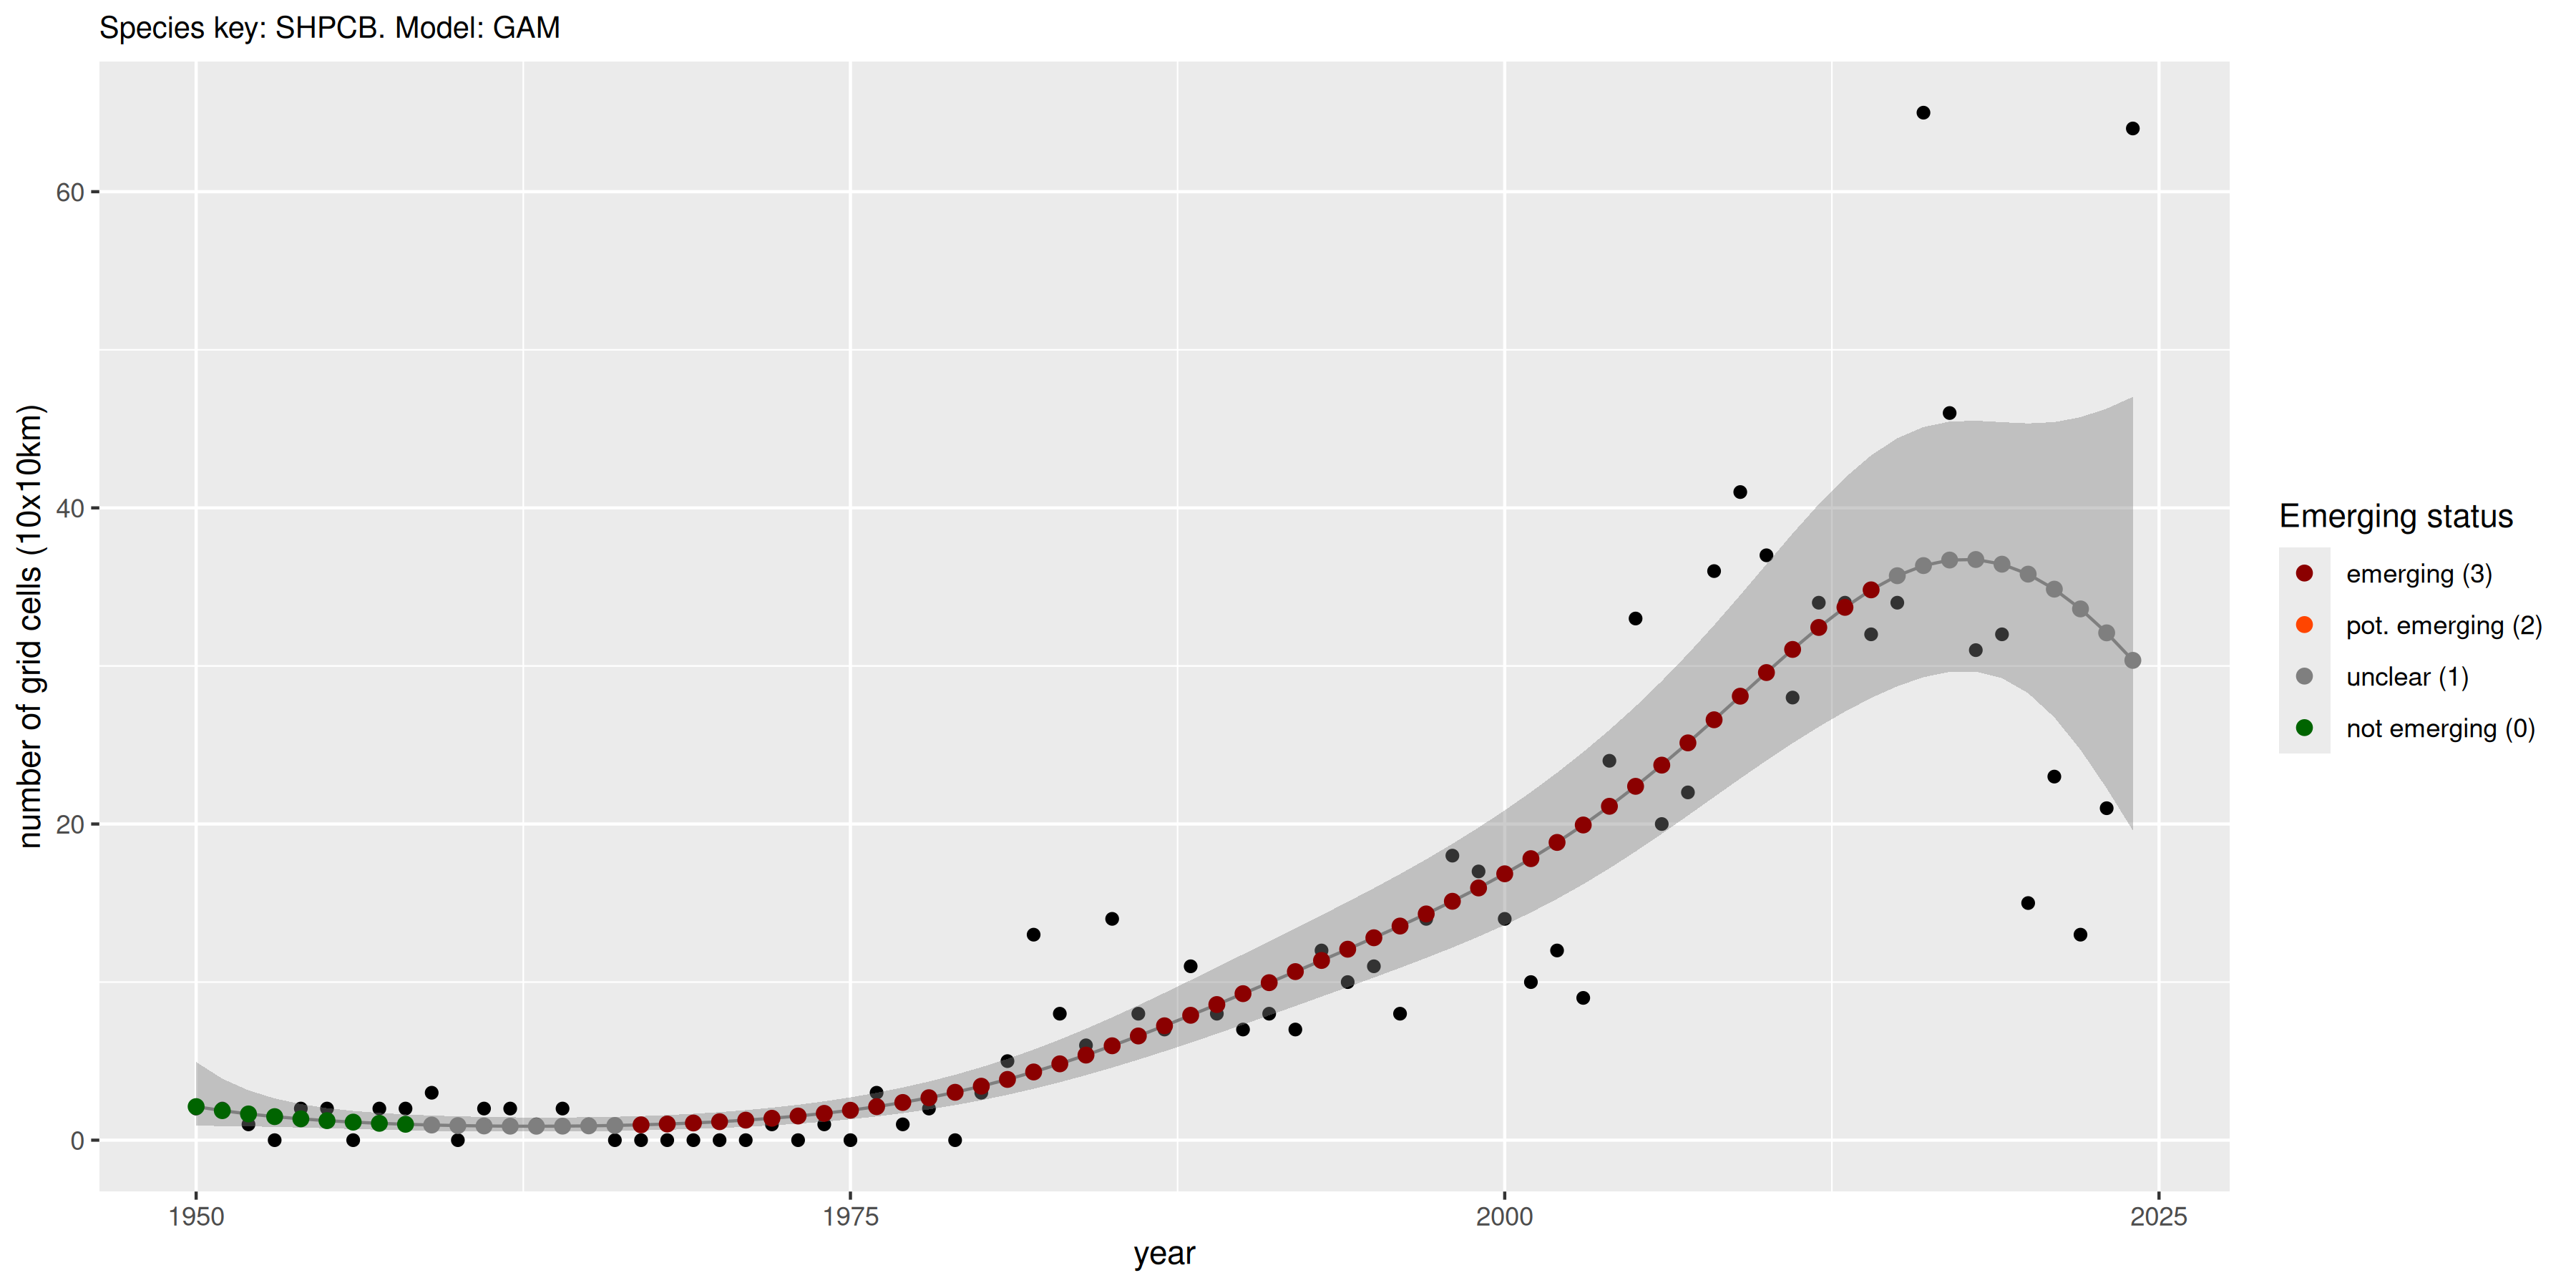 Species key: SHPCB. Model: GAM
number of grid cells (10x10km)
60
40
20
0
1950
1975
2000
2025
year
Emerging status
emerging (3)
pot. emerging (2)
unclear (1)
not emerging (0)